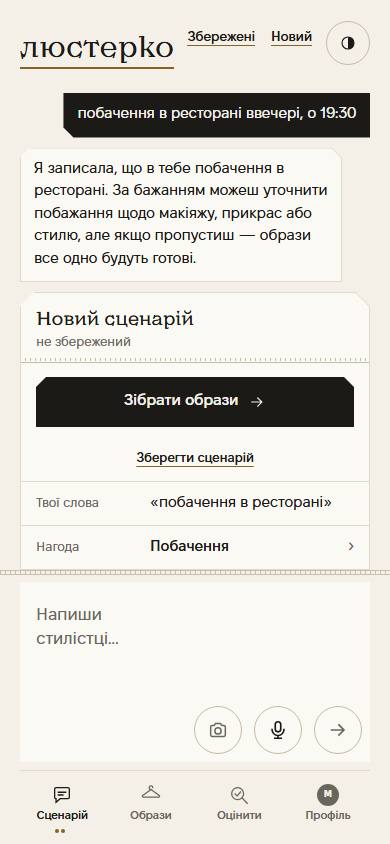 люстерко
Збережені
Новий
побачення в ресторані ввечері, о 19:30
Я записала, що в тебе побачення в
ресторані. За бажанням можеш уточнити
побажання щодо макіяжу, прикрас або
стилю, але якщо пропустиш — образи
все одно будуть готові.
Новий сценарій
не збережений
Зібрати образи →
Зберегти сценарій
Твої слова
«побачення в ресторані»
Нагода
Побачення
Напиши
стилістці...
Сценарій
Образи
Оцінити
М
Профіль